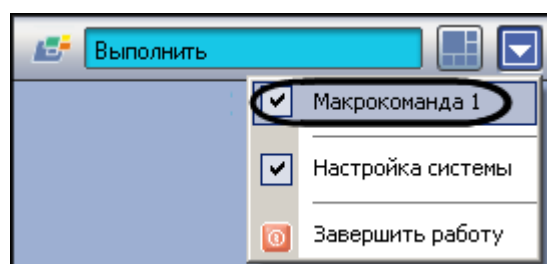 Выполнить
Макрокоманда 1
Настройка системы
Завершить работу